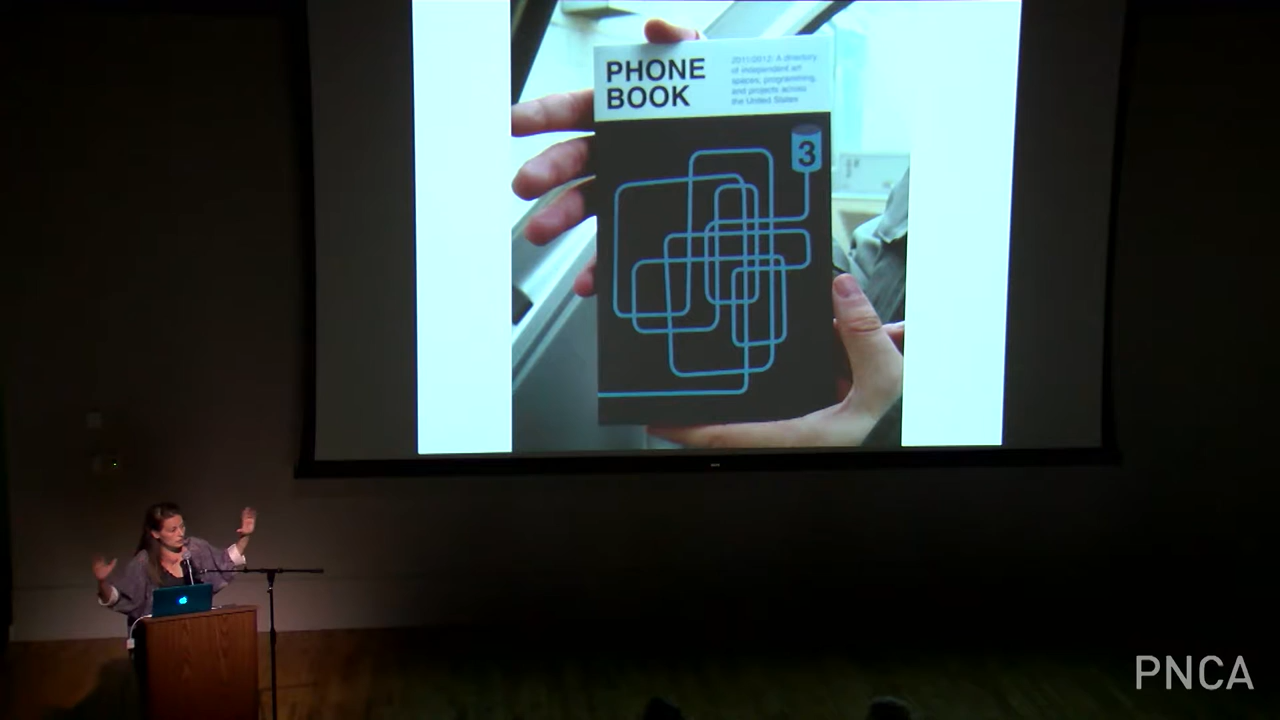 PHONE
BOOK
2011/2012: A directory
of independent art
spaces, programming,
and projects across
the United States
3
PNCA